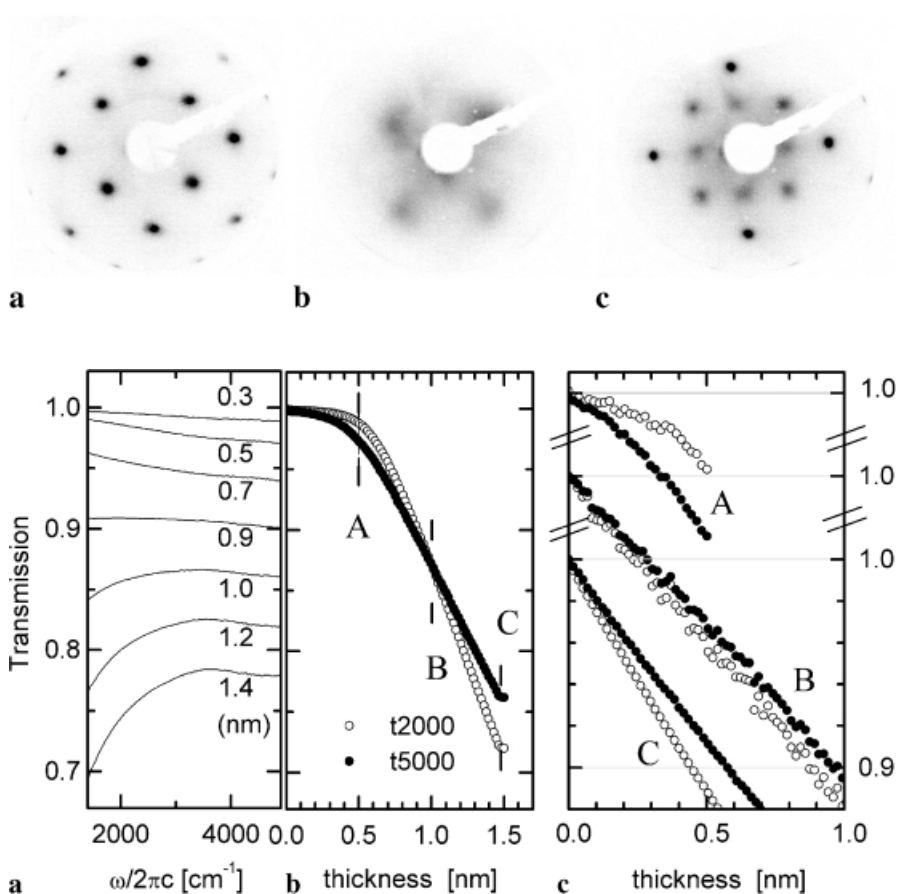 a b c
Transmission
1.0
0.9
0.8
0.7
0.3
0.5
0.7
0.9
1.0
1.2
1.4
(nm)
2000 4000
a ω/2πc [cm-1]
A
B
C
t2000
t5000
0.0 0.5 1.0 1.5
b thickness [nm]
1.0
1.0
1.0
0.9
A
B
C
0.0 0.5 1.0
c thickness [nm]